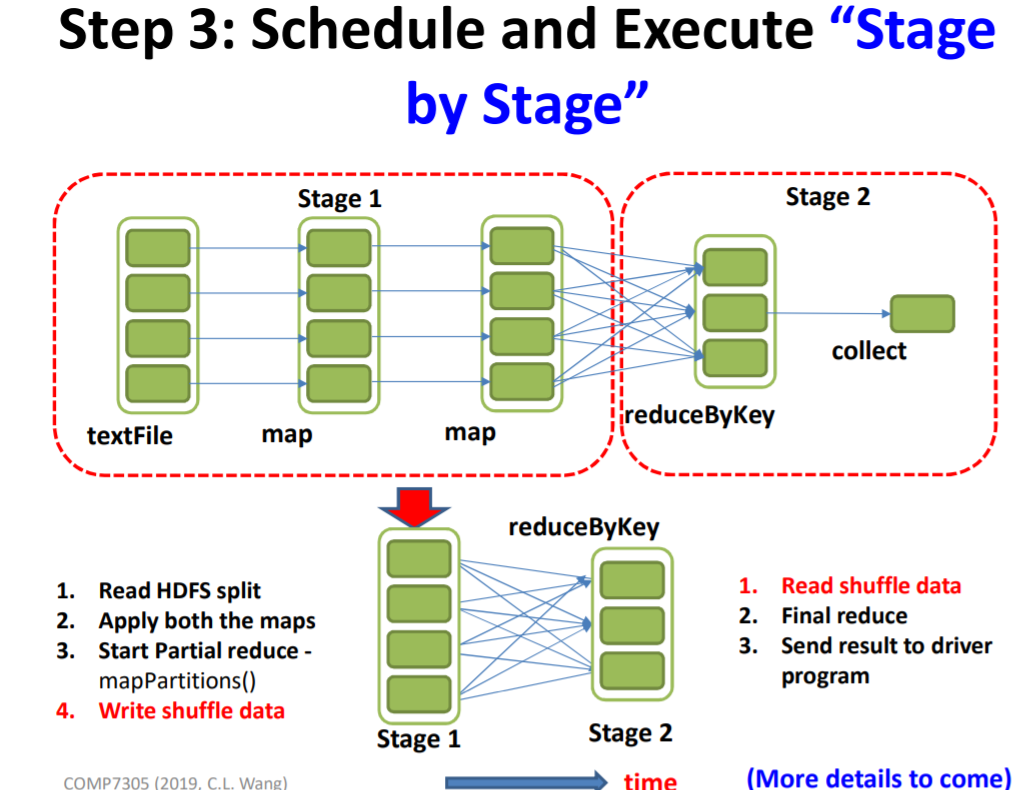 Step 3: Schedule and Execute “Stage
by Stage”
Stage 1
Stage 2
textFile
map
map
reduceByKey
collect
reduceByKey
1. Read HDFS split
2. Apply both the maps
3. Start Partial reduce -
mapPartitions()
4. Write shuffle data
Stage 1
Stage 2
1. Read shuffle data
2. Final reduce
3. Send result to driver
program
COMP7305 (2019, C.L. Wang)
time
(More details to come)